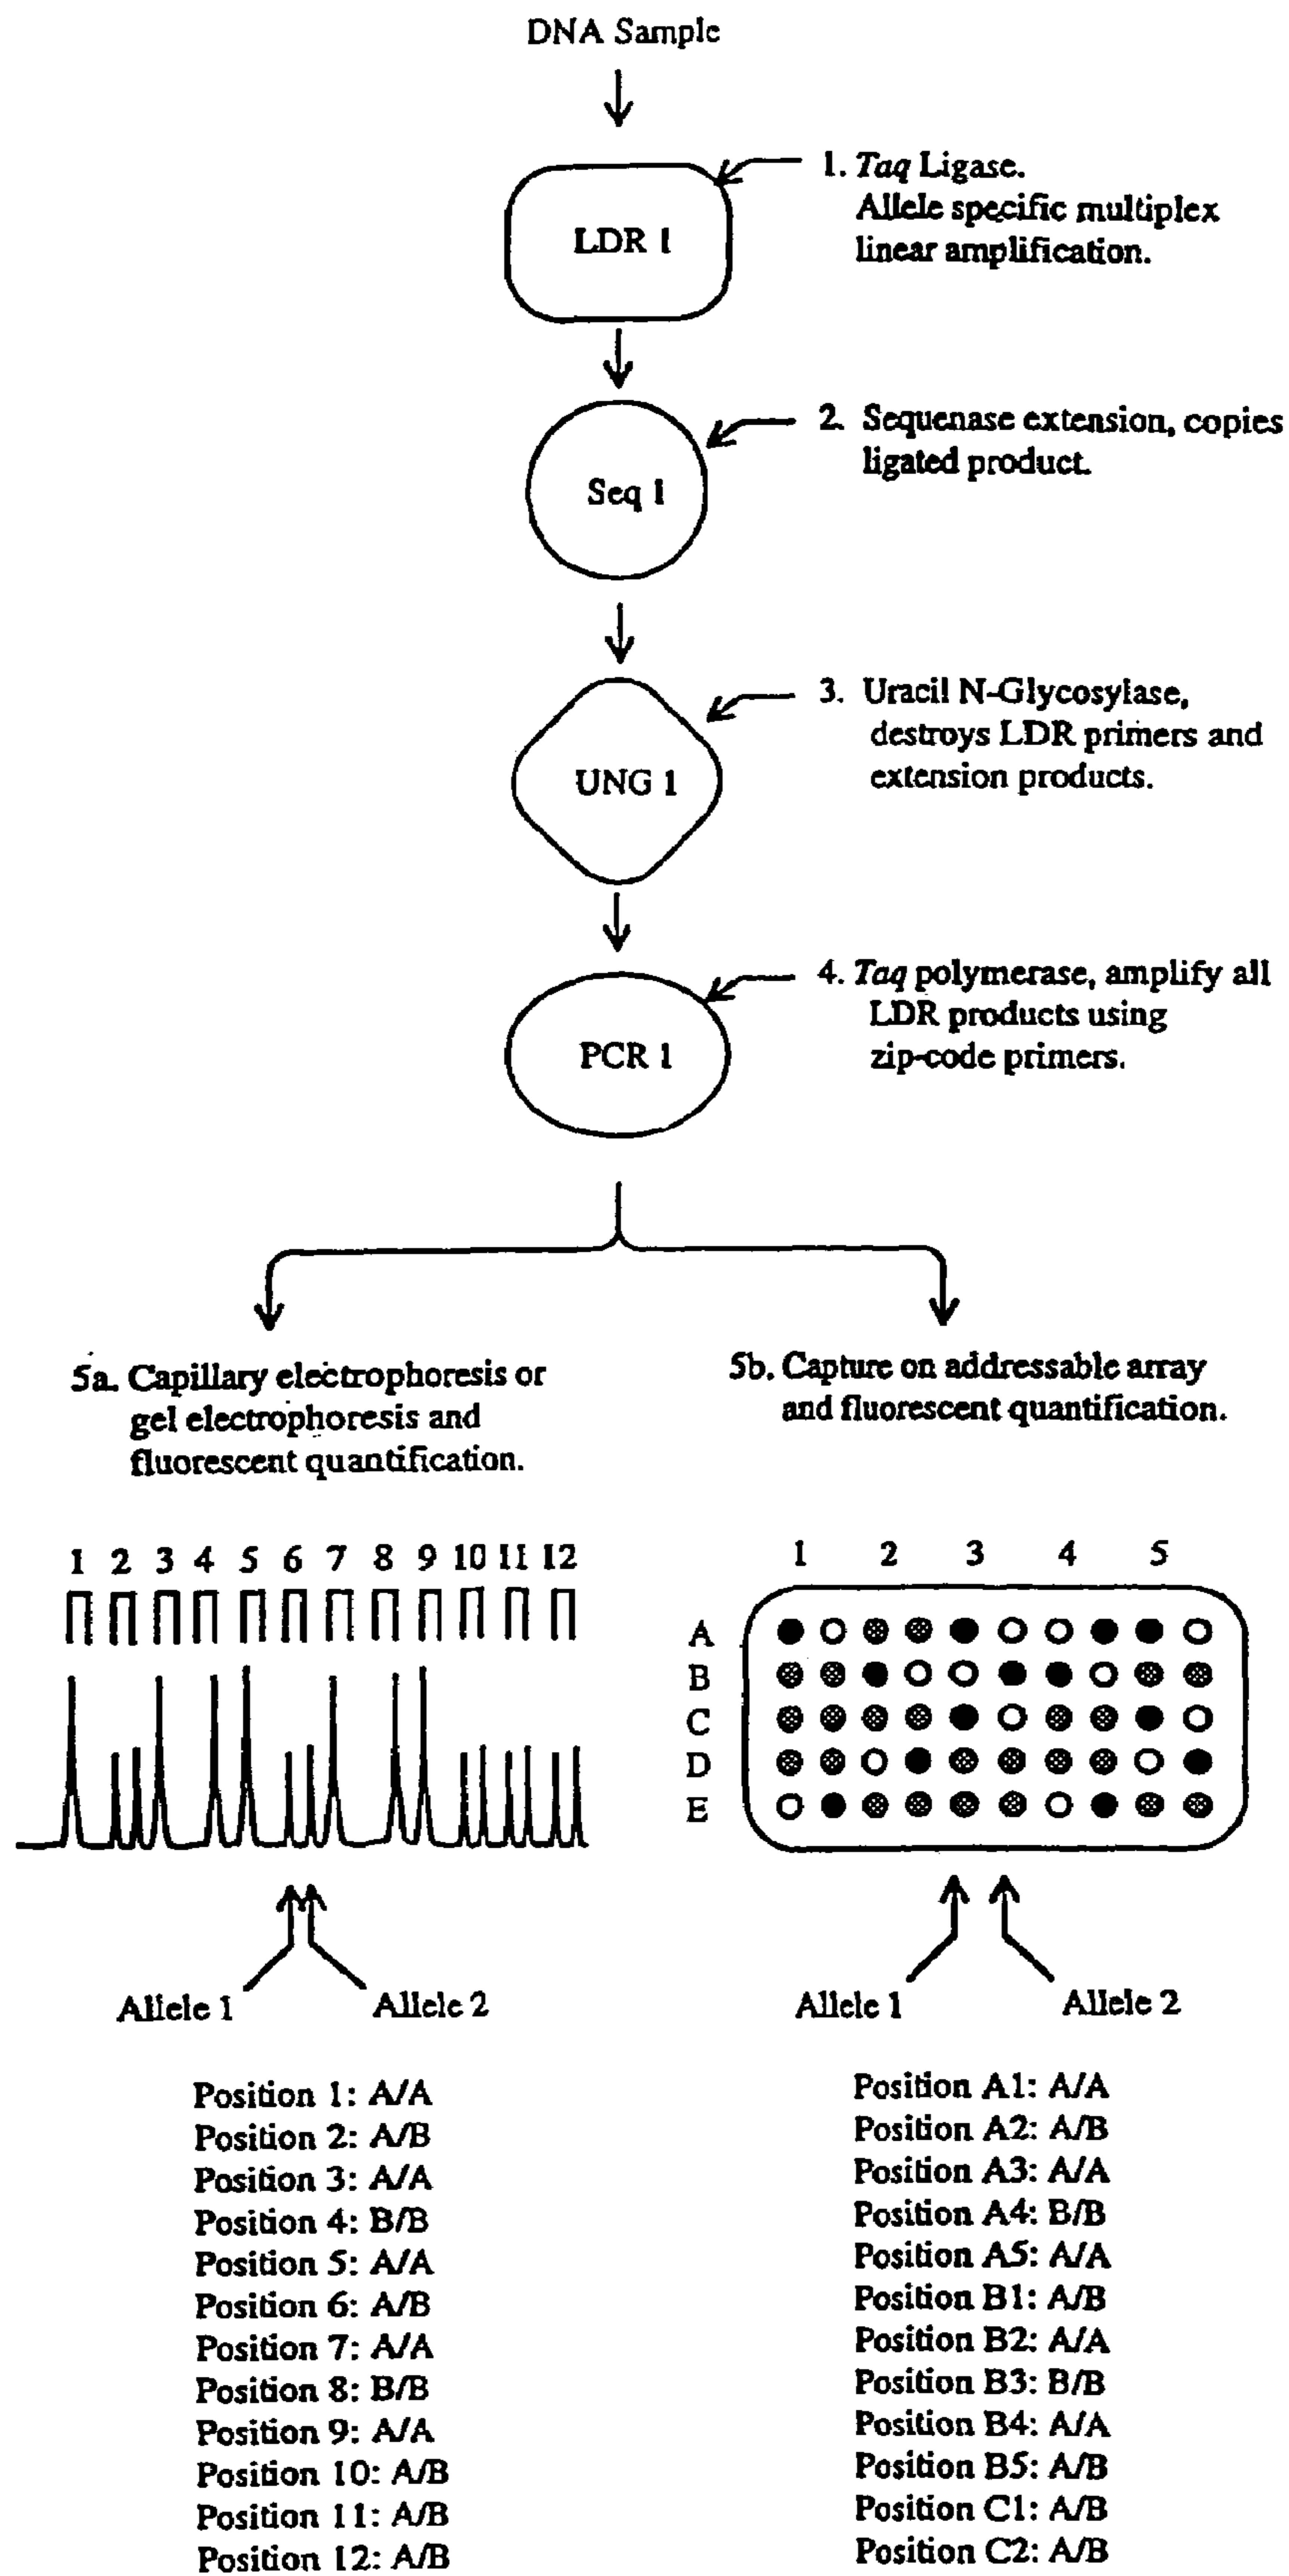 DNA Sample
LDR 1
1. Taq Ligase.
Allele specific multiplex
linear amplification.
Seq 1
2. Sequenase extension, copies
ligated product.
UNG 1
3. Uracil N-Glycosylase,
destroys LDR primers and
extension products.
PCR 1
4. Taq polymerase, amplify all
LDR products using
zip-code primers.
5a. Capillary electrophoresis or
gel electrophoresis and
fluorescent quantification.
1 2 3 4 5 6 7 8 9 10 11 12
Allele 1 Allele 2
Position 1: A/A
Position 2: A/B
Position 3: A/A
Position 4: B/B
Position 5: A/A
Position 6: A/B
Position 7: A/A
Position 8: B/B
Position 9: A/A
Position 10: A/B
Position 11: A/B
Position 12: A/B
5b. Capture on addressable array
and fluorescent quantification.
1 2 3 4 5
A
B
C
D
E
Allele 1 Allele 2
Position A1: A/A
Position A2: A/B
Position A3: A/A
Position A4: B/B
Position A5: A/A
Position B1: A/B
Position B2: A/A
Position B3: B/B
Position B4: A/A
Position B5: A/B
Position C1: A/B
Position C2: A/B